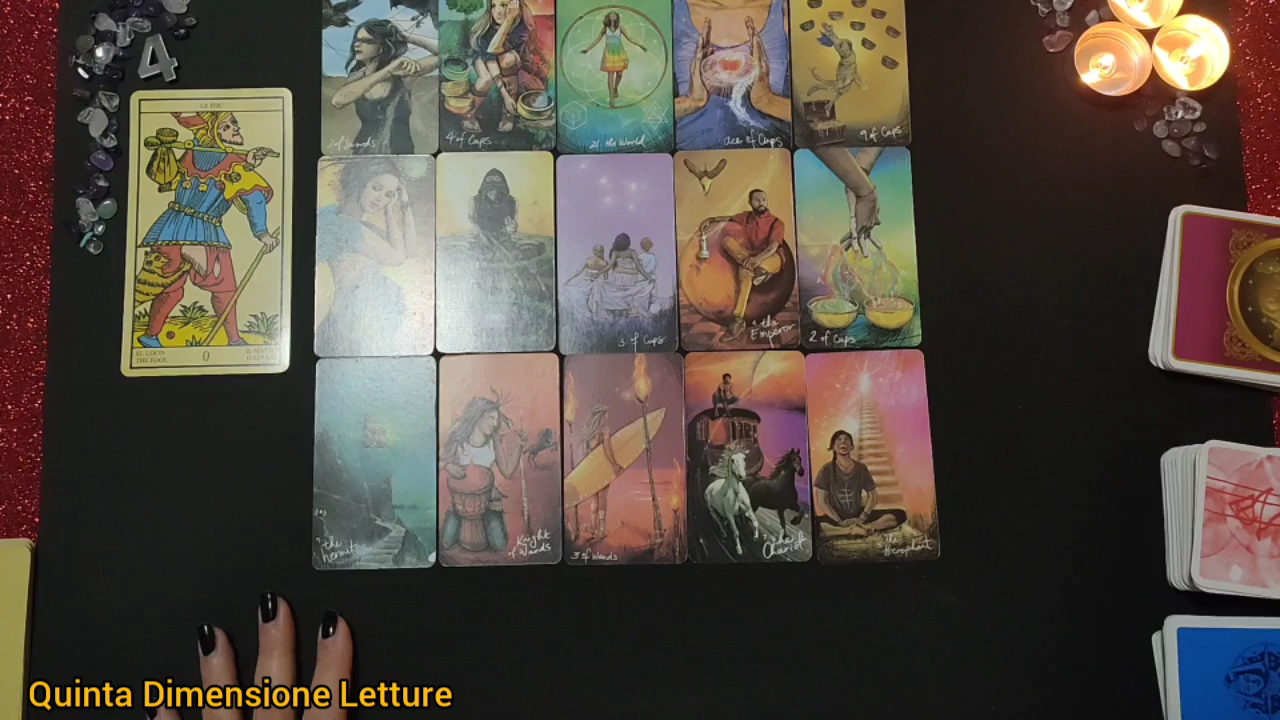 4
LE FOU
of Swords
4 of Cups
21 the World
ace of Cups
9 of Cups
EL LOCO
THE FOOL
0
3 of Cups
the
Emperor
2 of Cups
the
hermit
Knight
of Wands
3 of Wands
the
Chariot
the
Hierophant
Quinta Dimensione Letture